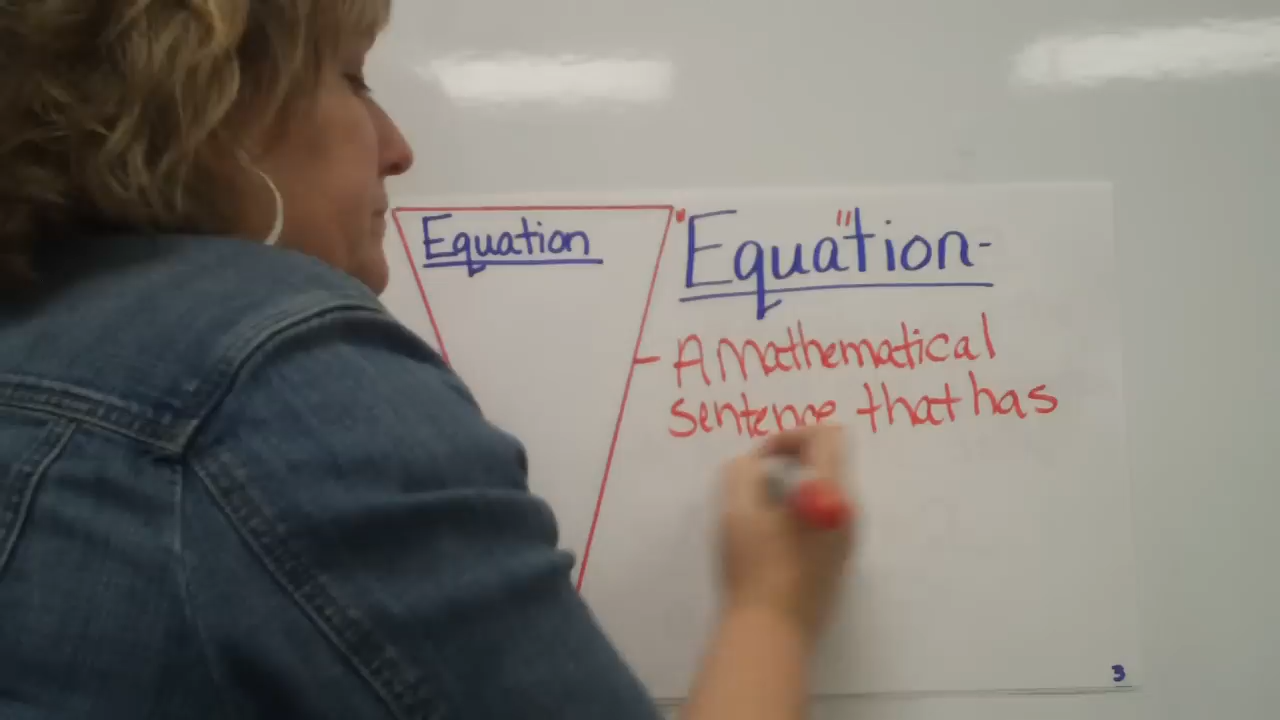 Equation
Equation-
- A mathematical
sentence that has
3